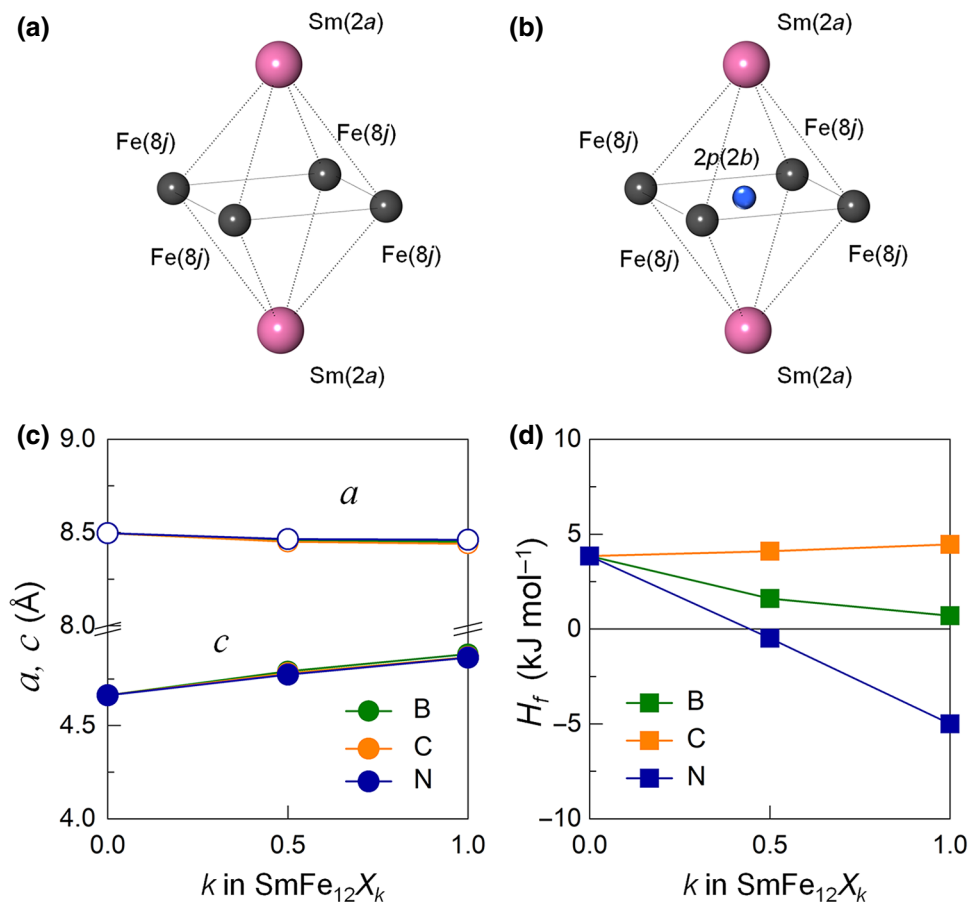 (a)
Sm(2a)
Fe(8j)
Fe(8j)
Fe(8j)
Fe(8j)
Sm(2a)
(b)
Sm(2a)
Fe(8j)
Fe(8j)
2p(2b)
Fe(8j)
Fe(8j)
Sm(2a)
(c)
9.0
8.5
8.0
4.5
4.0
a, c (Å)
a
c
B
C
N
0.0 0.5 1.0
k in SmFe₁₂Xₖ
(d)
10
5
0
−5
−10
H_f (kJ mol⁻¹)
B
C
N
0.0 0.5 1.0
k in SmFe₁₂Xₖ